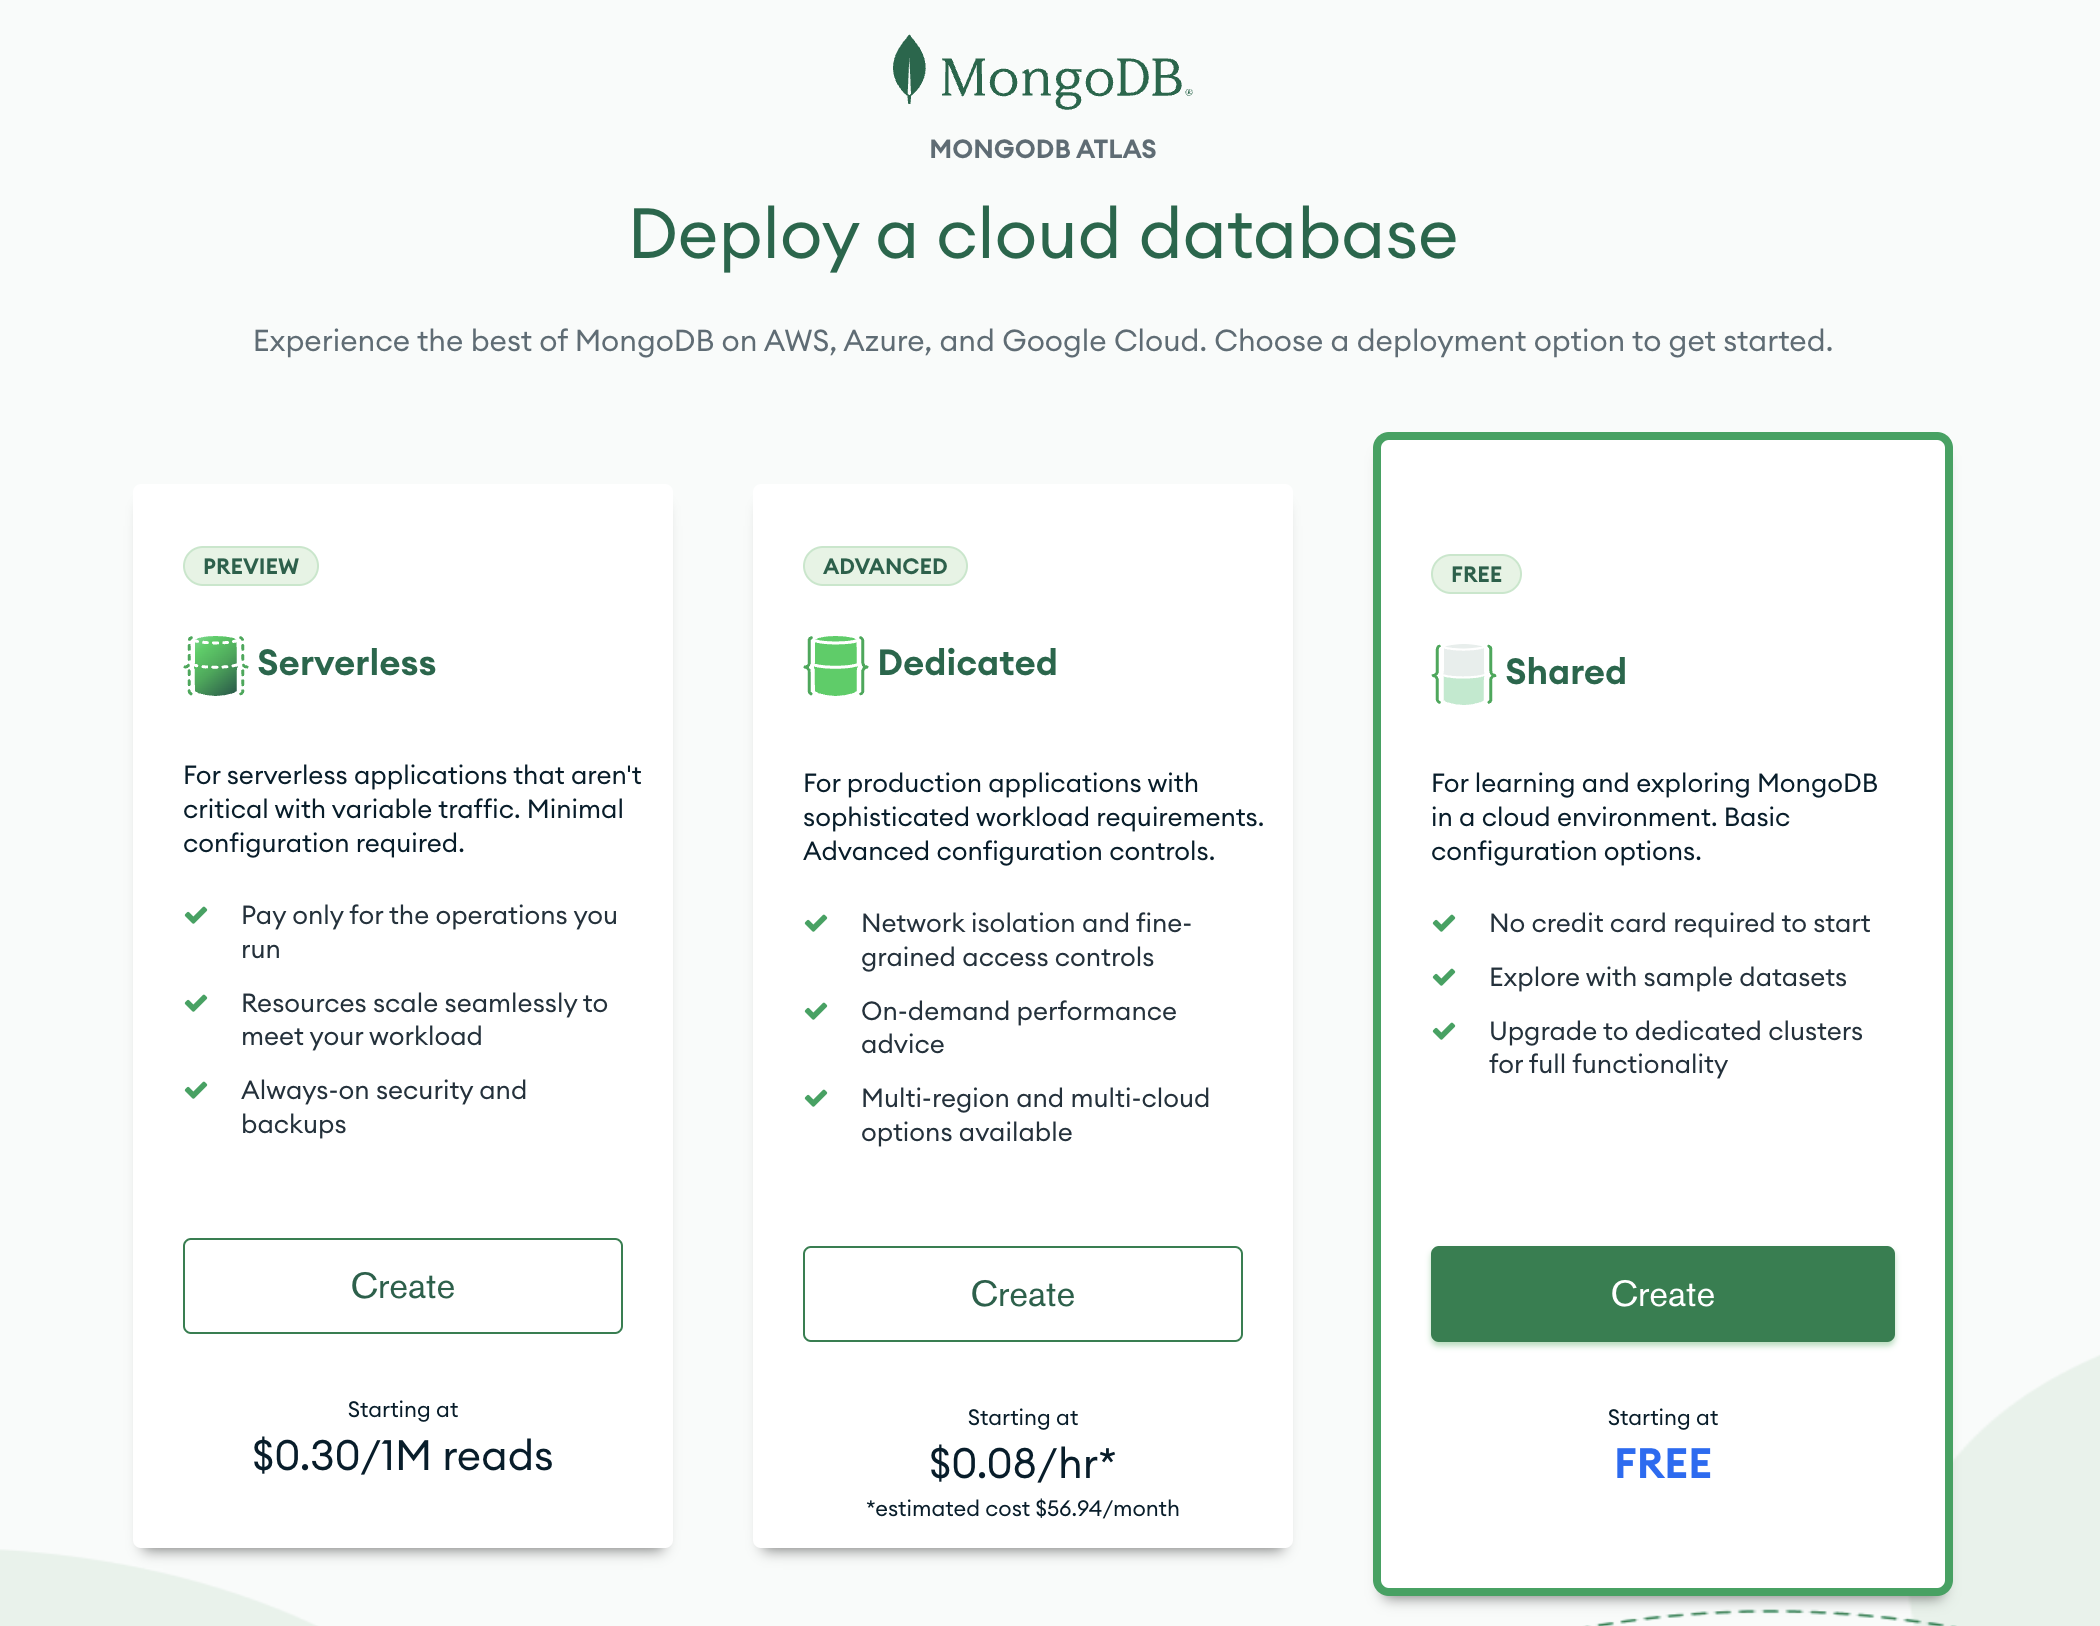 MongoDB®
MONGODB ATLAS
Deploy a cloud database
Experience the best of MongoDB on AWS, Azure, and Google Cloud. Choose a deployment option to get started.
PREVIEW
Serverless
For serverless applications that aren't
critical with variable traffic. Minimal
configuration required.
Pay only for the operations you
run
Resources scale seamlessly to
meet your workload
Always-on security and
backups
Create
Starting at
$0.30/1M reads
ADVANCED
Dedicated
For production applications with
sophisticated workload requirements.
Advanced configuration controls.
Network isolation and fine-
grained access controls
On-demand performance
advice
Multi-region and multi-cloud
options available
Create
Starting at
$0.08/hr*
*estimated cost $56.94/month
FREE
Shared
For learning and exploring MongoDB
in a cloud environment. Basic
configuration options.
No credit card required to start
Explore with sample datasets
Upgrade to dedicated clusters
for full functionality
Create
Starting at
FREE